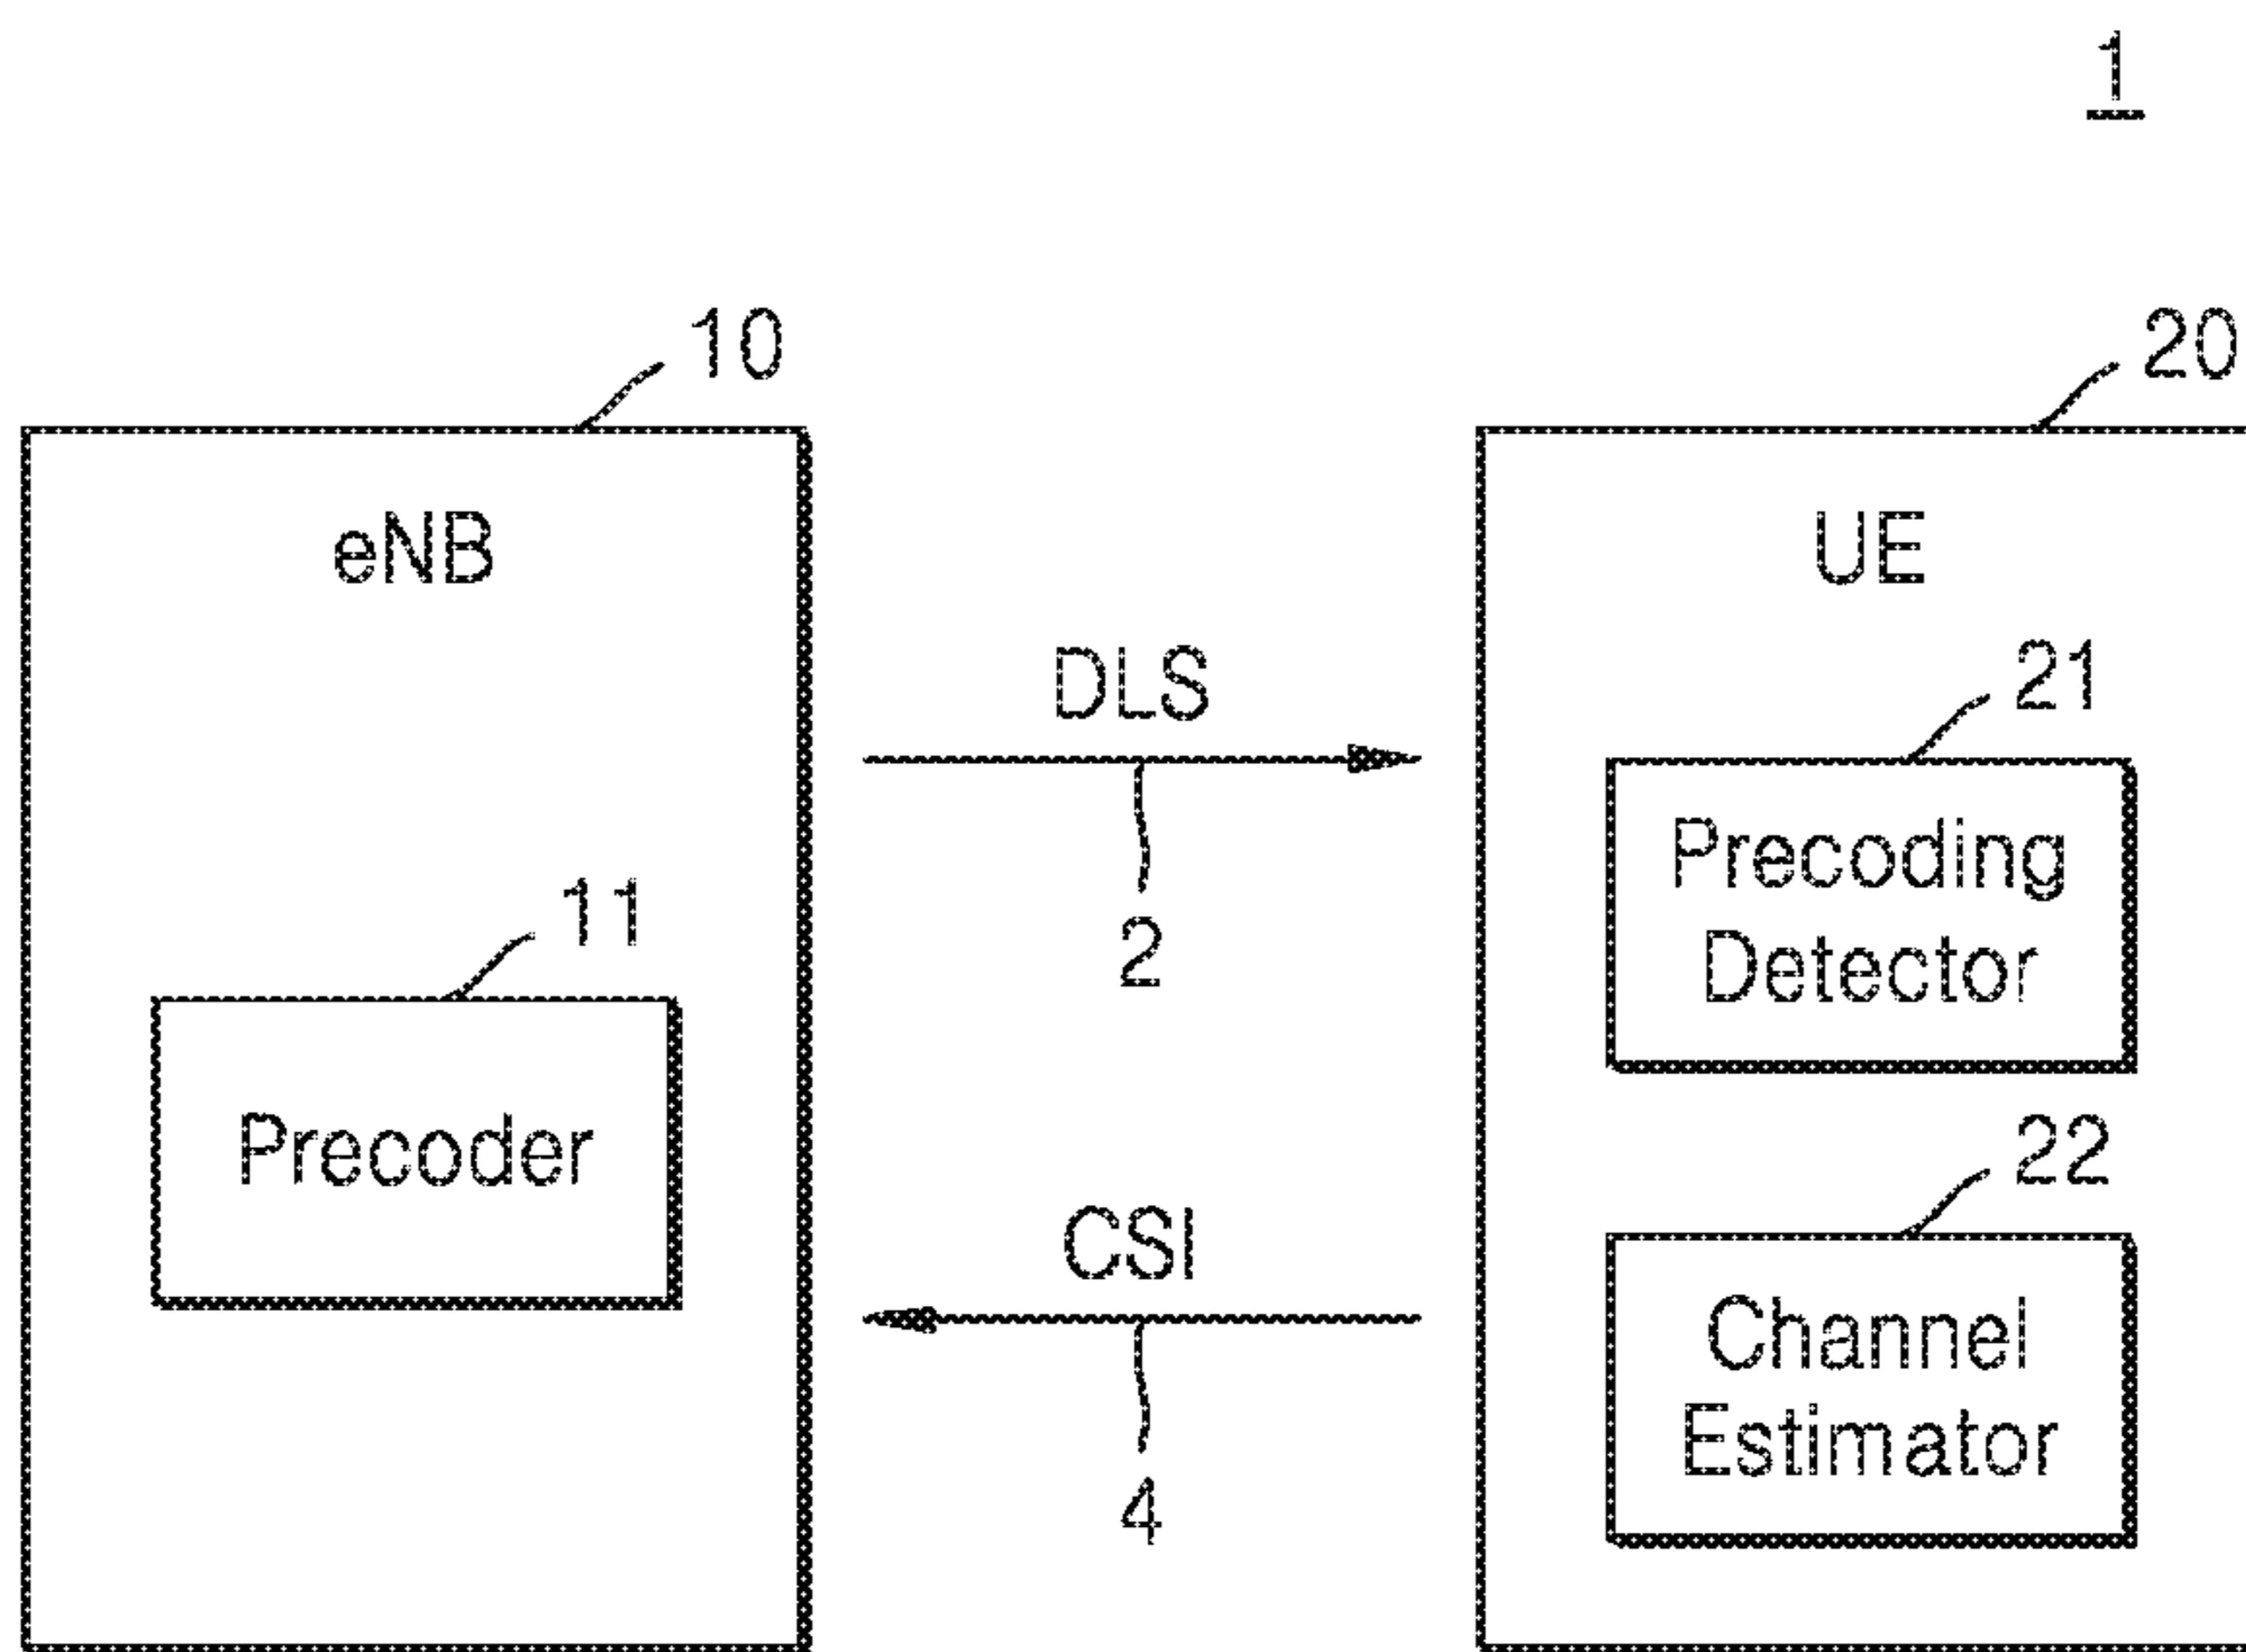 1
10
20
eNB
UE
DLS
21
2
Precoding
Detector
11
Precoder
CSI
22
4
Channel
Estimator